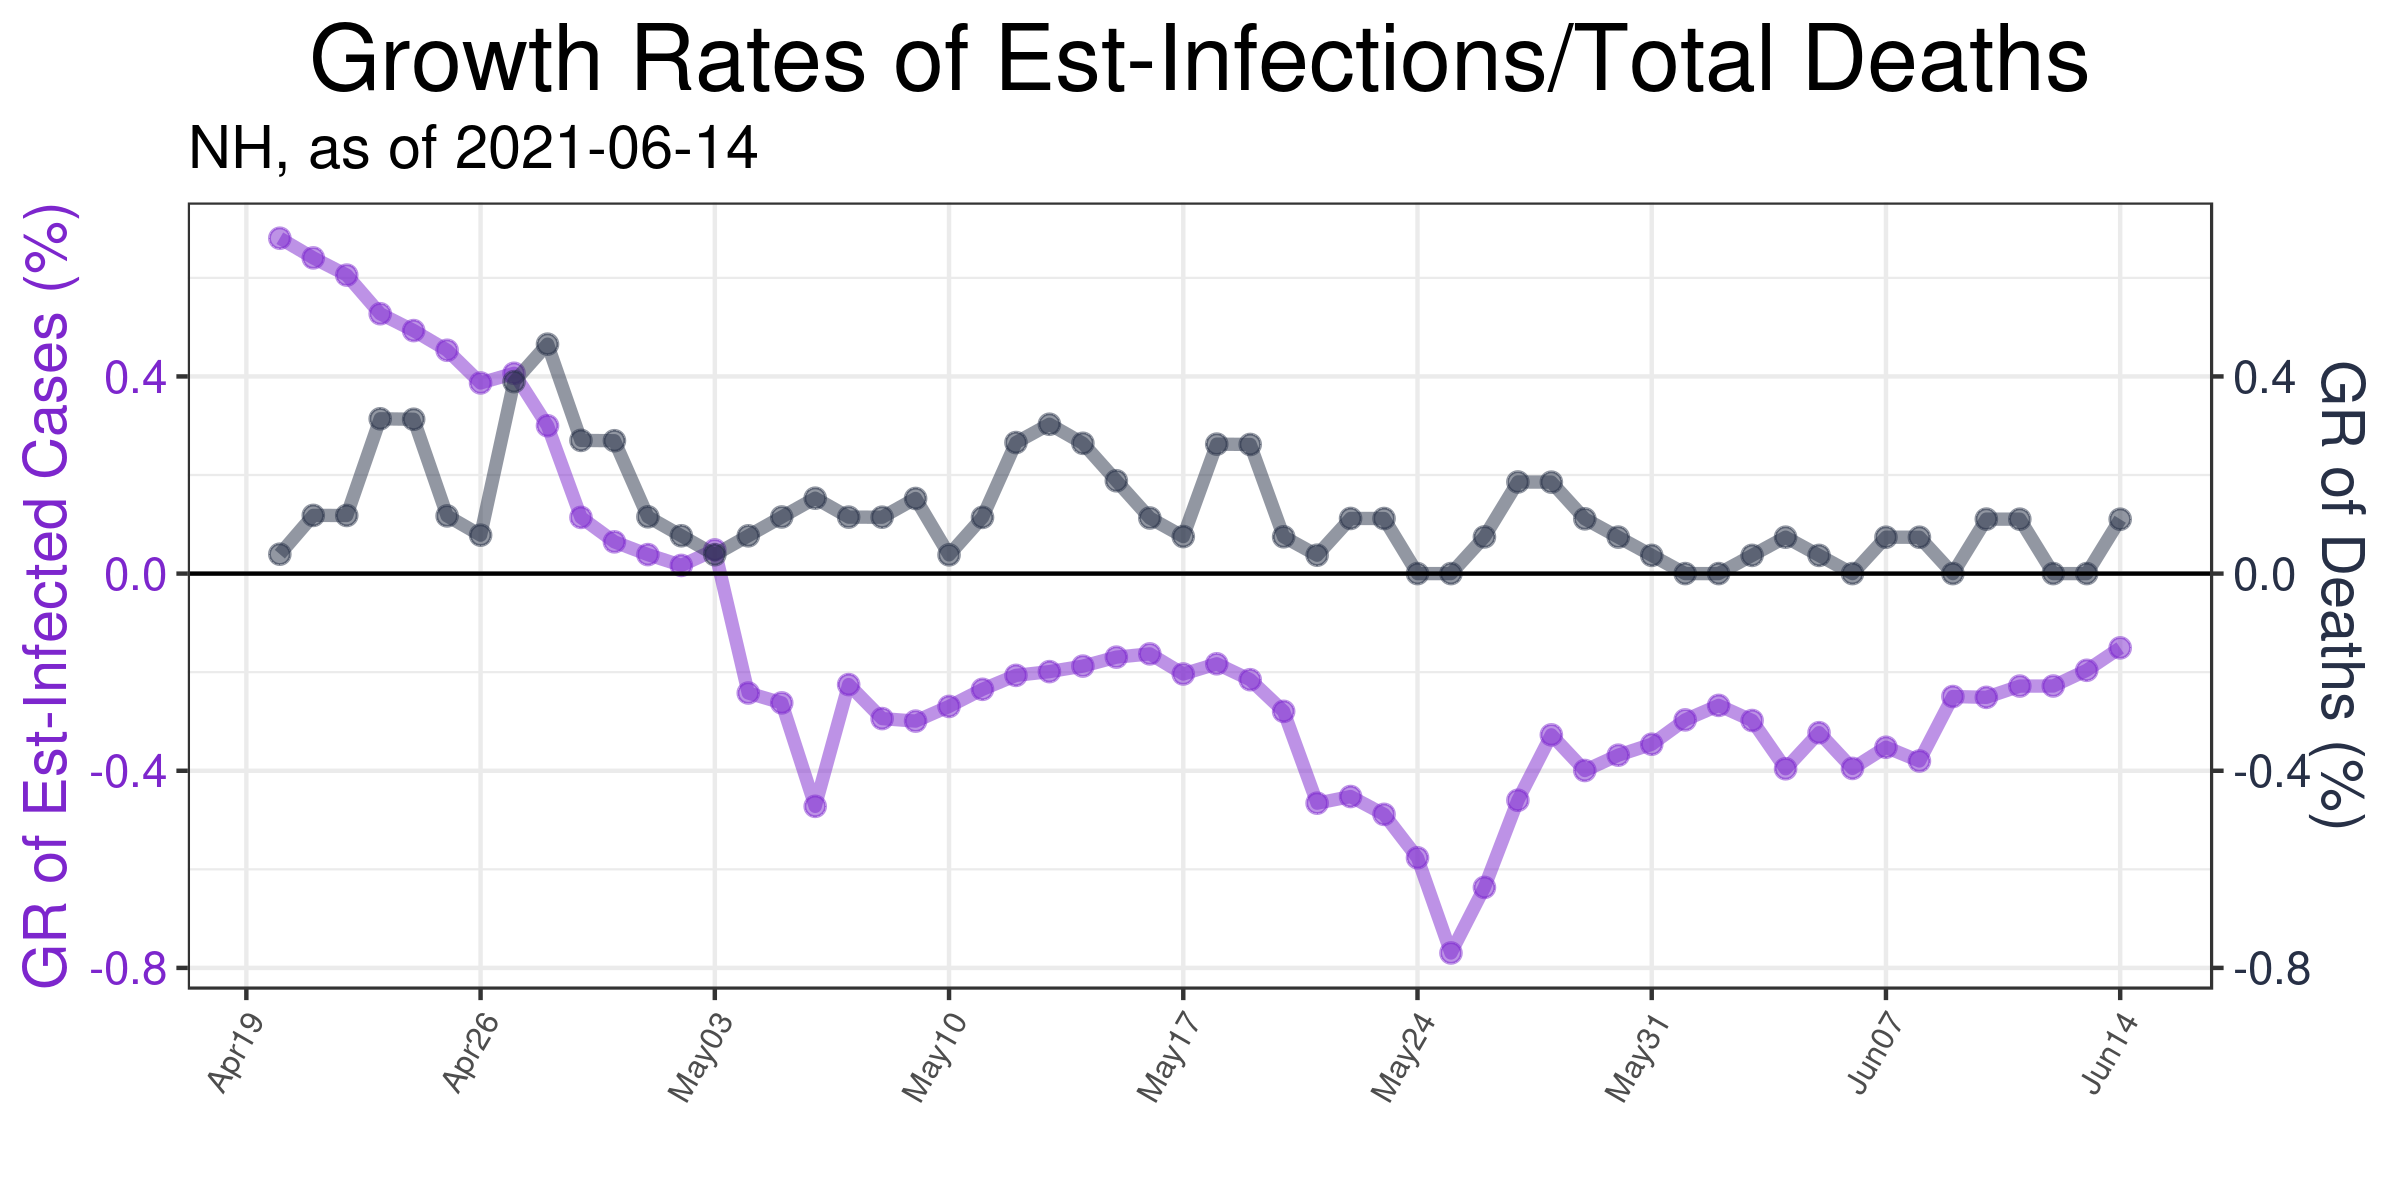 Growth Rates of Est-Infections/Total Deaths
NH, as of 2021-06-14
GR of Est-Infected Cases (%)
0.4
0.0
-0.4
-0.8
0.4
0.0
-0.4
-0.8
GR of Deaths (%)
Apr19
Apr26
May03
May10
May17
May24
May31
Jun07
Jun14